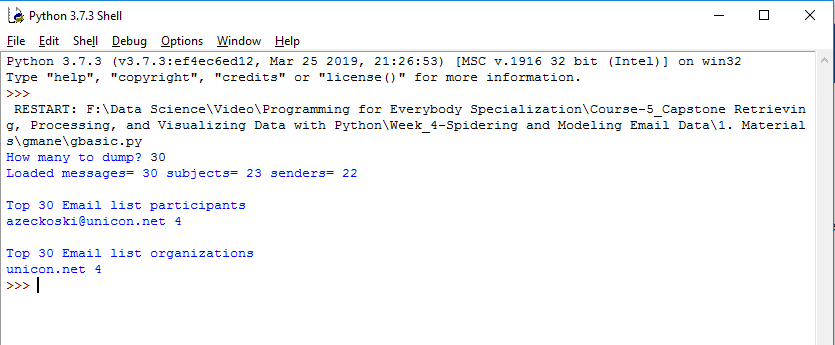 Python 3.7.3 Shell
File Edit Shell Debug Options Window Help
Python 3.7.3 (v3.7.3:ef4ec6ed12, Mar 25 2019, 21:26:53) [MSC v.1916 32 bit (Intel)] on win32
Type "help", "copyright", "credits" or "license()" for more information.
>>>
RESTART: F:\Data Science\Video\Programming for Everybody Specialization\Course-5_Capstone Retrievin
g, Processing, and Visualizing Data with Python\Week_4-Spidering and Modeling Email Data\1. Material
s\gmane\gbasic.py
How many to dump? 30
Loaded messages= 30 subjects= 23 senders= 22
Top 30 Email list participants
azeckoski@unicon.net 4
Top 30 Email list organizations
unicon.net 4
>>>